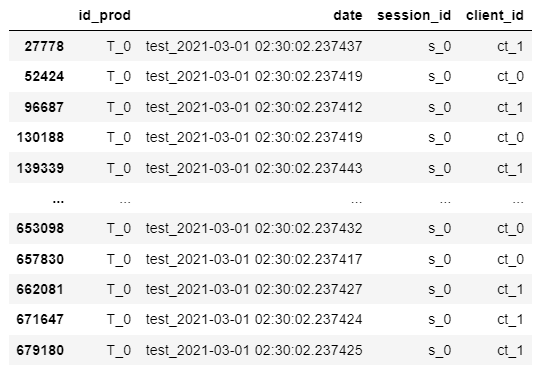 id_prod date session_id client_id
27778 T_0 test_2021-03-01 02:30:02.237437 s_0 ct_1
52424 T_0 test_2021-03-01 02:30:02.237419 s_0 ct_0
96687 T_0 test_2021-03-01 02:30:02.237412 s_0 ct_1
130188 T_0 test_2021-03-01 02:30:02.237419 s_0 ct_0
139339 T_0 test_2021-03-01 02:30:02.237443 s_0 ct_1
... ... ... ... ...
653098 T_0 test_2021-03-01 02:30:02.237432 s_0 ct_0
657830 T_0 test_2021-03-01 02:30:02.237417 s_0 ct_0
662081 T_0 test_2021-03-01 02:30:02.237427 s_0 ct_1
671647 T_0 test_2021-03-01 02:30:02.237424 s_0 ct_1
679180 T_0 test_2021-03-01 02:30:02.237425 s_0 ct_1